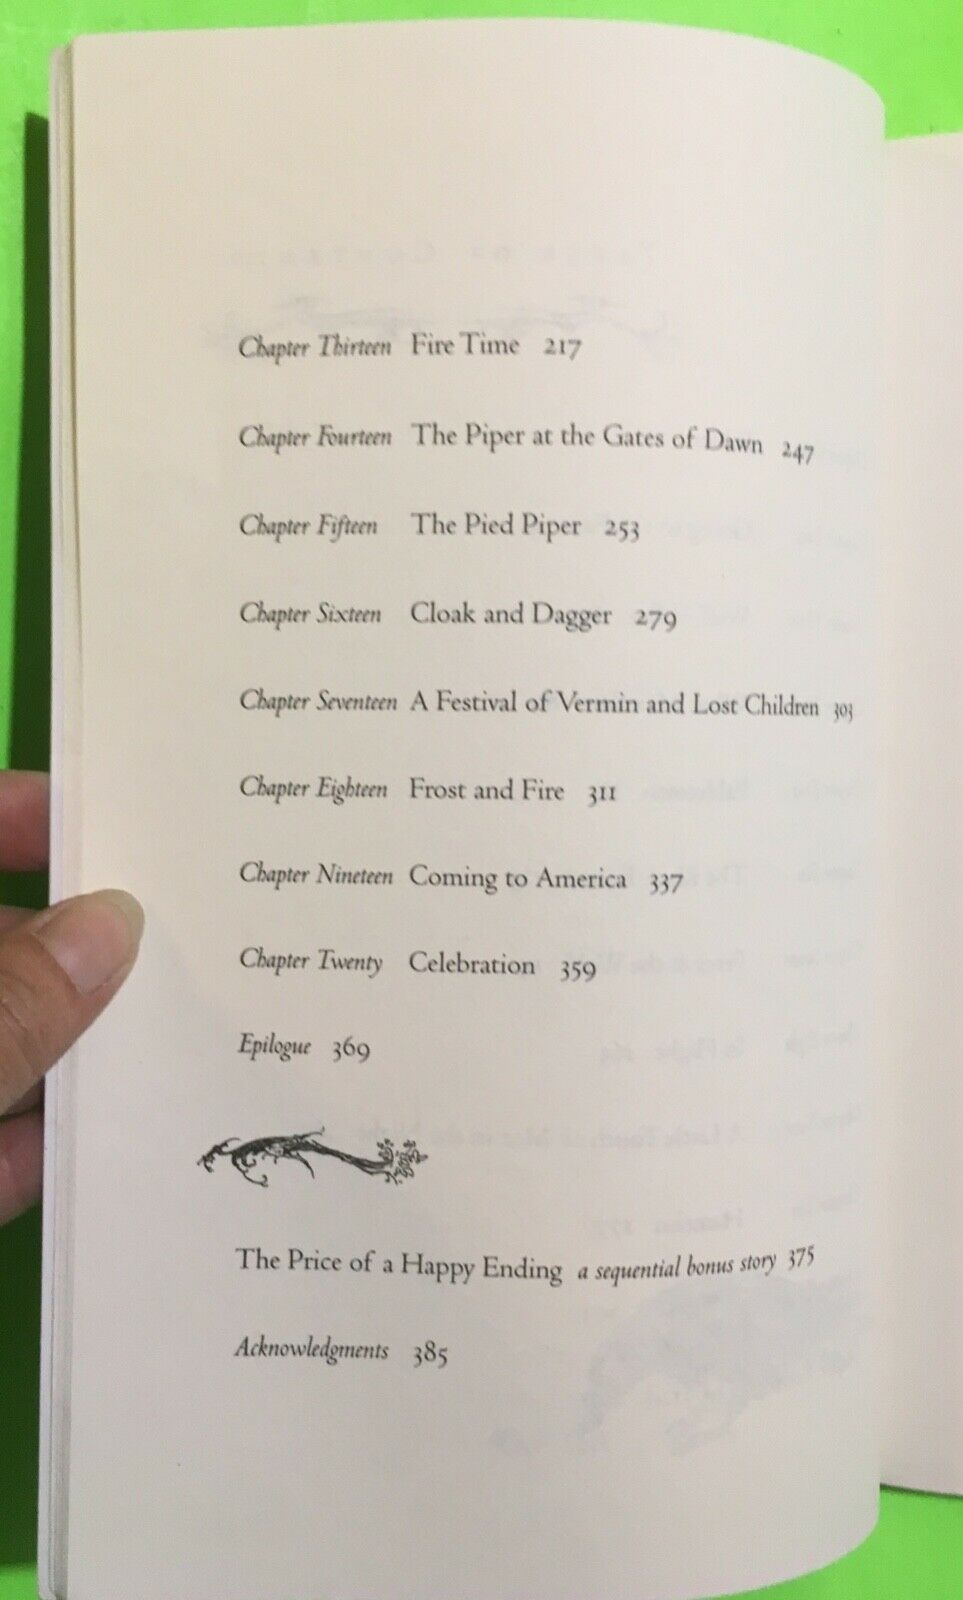 Chapter Thirteen Fire Time 217
Chapter Fourteen The Piper at the Gates of Dawn 247
Chapter Fifteen The Pied Piper 253
Chapter Sixteen Cloak and Dagger 279
Chapter Seventeen A Festival of Vermin and Lost Children 303
Chapter Eighteen Frost and Fire 311
Chapter Nineteen Coming to America 337
Chapter Twenty Celebration 359
Epilogue 369
The Price of a Happy Ending a sequential bonus story 375
Acknowledgments 385